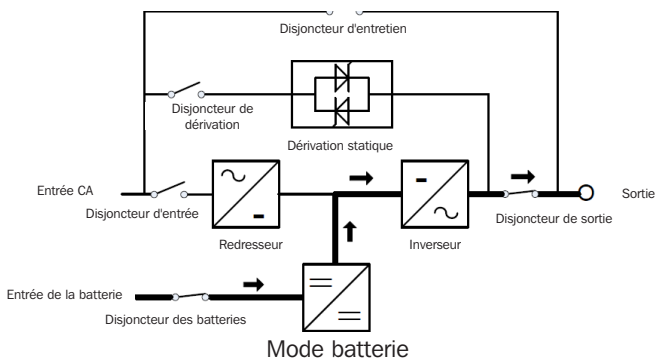 Disjoncteur d'entretien
Disjoncteur de
dérivation
Dérivation statique
Entrée CA
Sortie
Disjoncteur d'entrée
Disjoncteur de sortie
Redresseur
Inverseur
Entrée de la batterie
Disjoncteur des batteries
Mode batterie